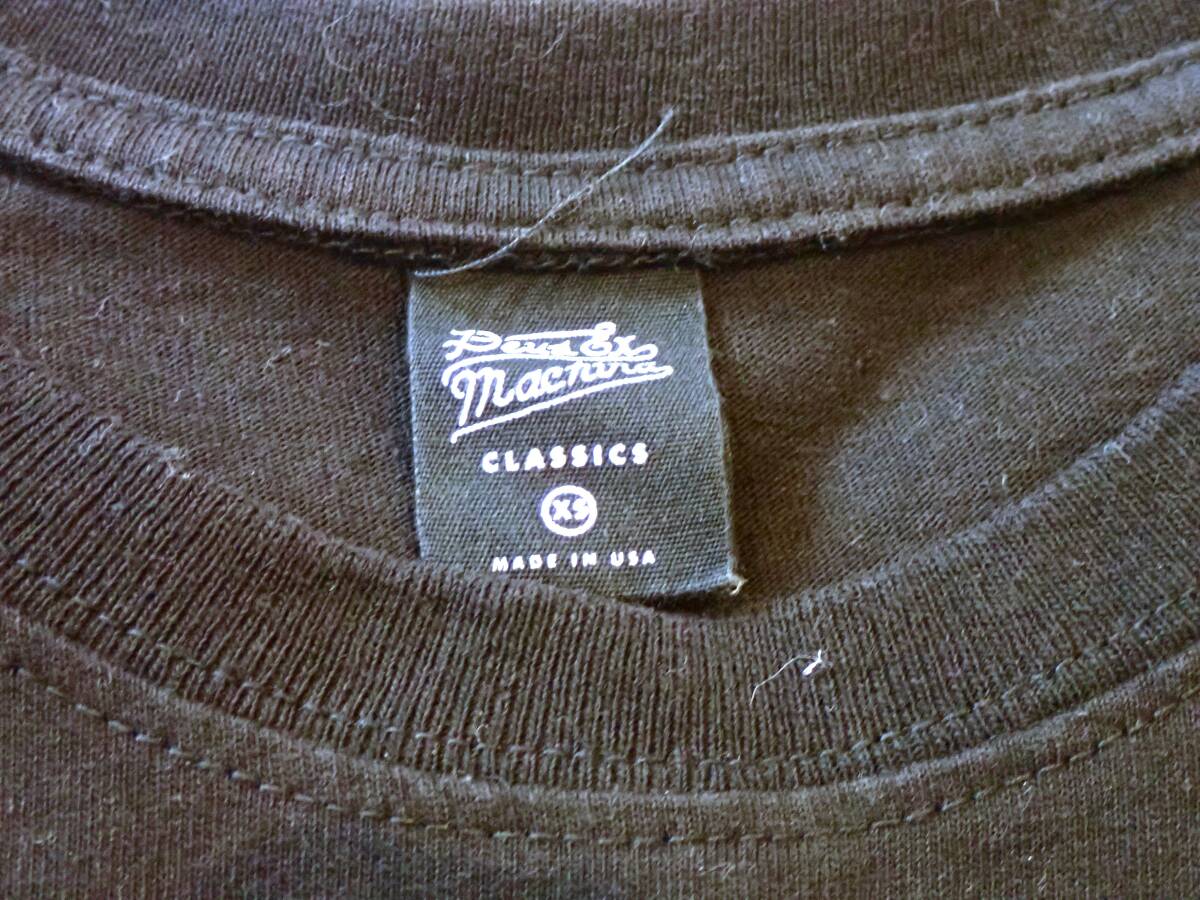 Deus Ex
Machina
CLASSICS
XS
MADE IN USA